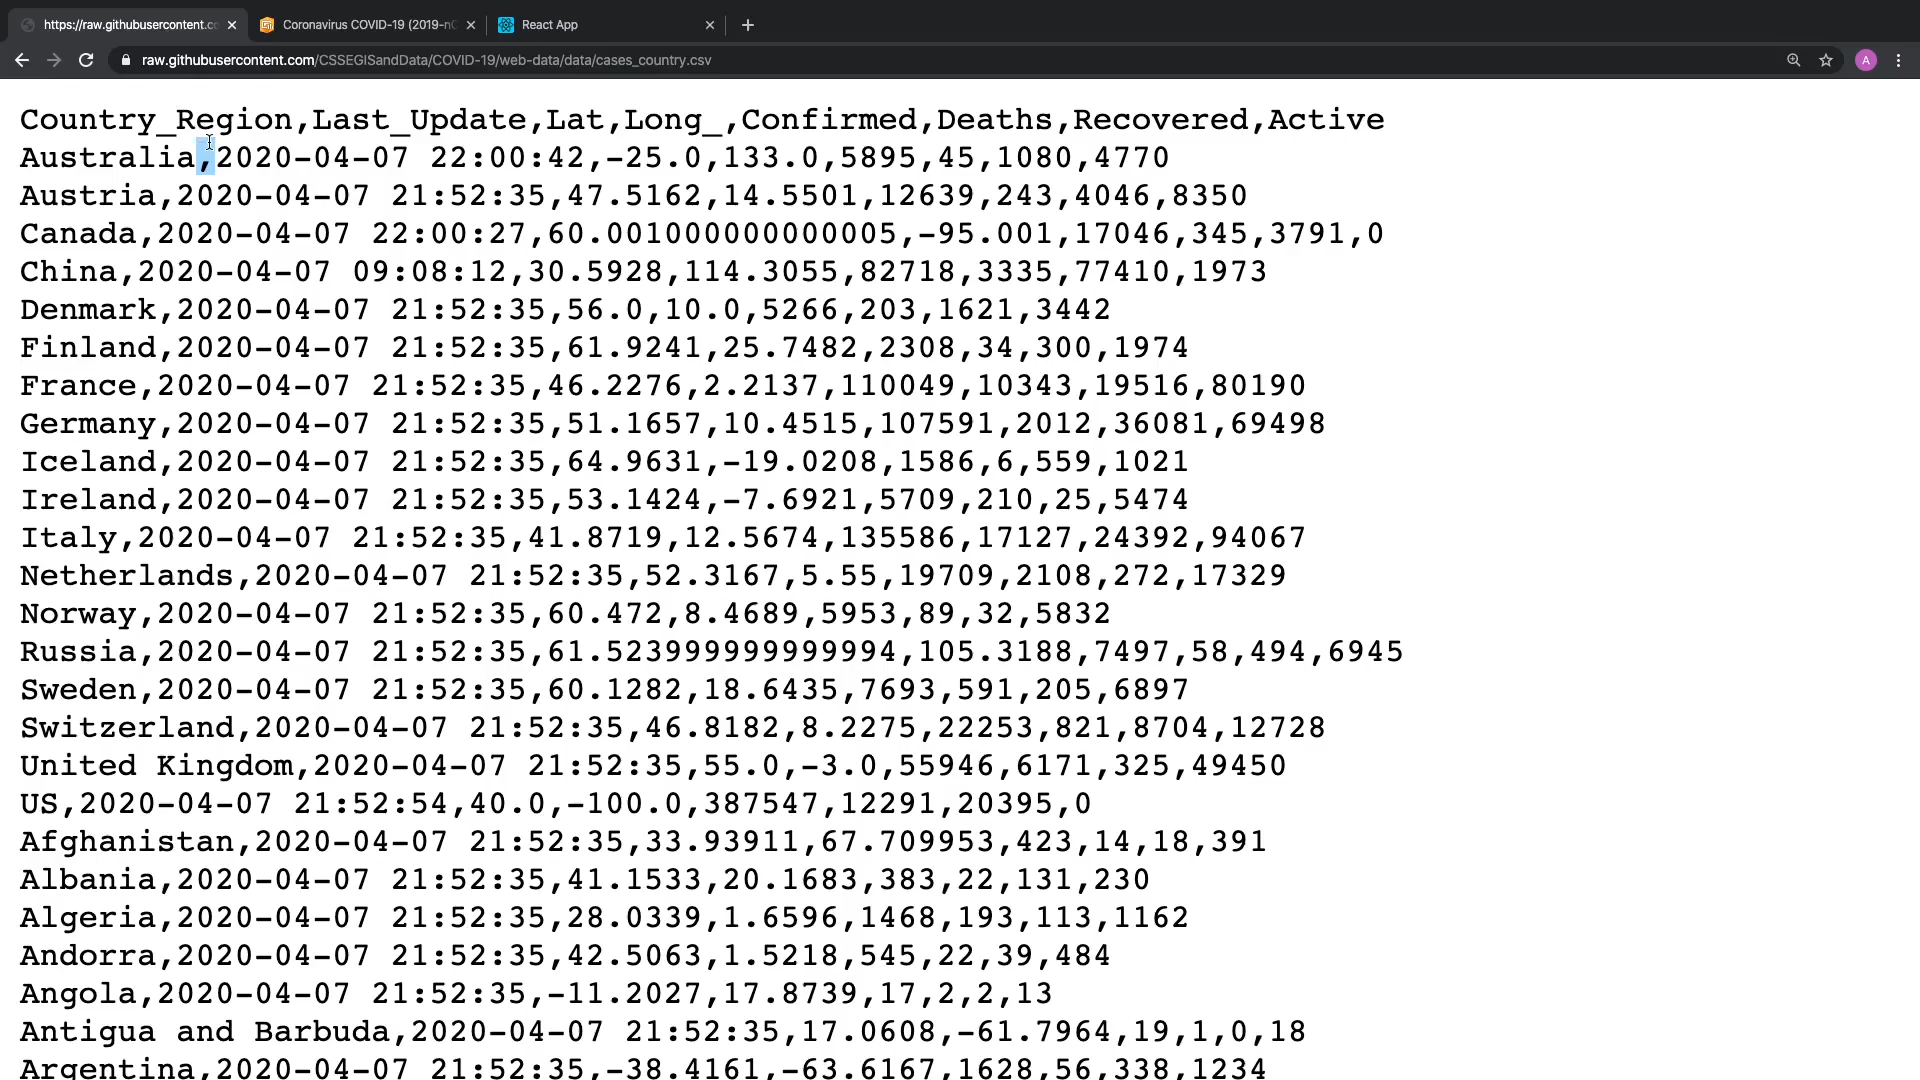 https://raw.githubusercontent.co
Coronavirus COVID-19 (2019-nC
React App
raw.githubusercontent.com/CSSEGISandData/COVID-19/web-data/data/cases_country.csv
A
Country_Region,Last_Update,Lat,Long_,Confirmed,Deaths,Recovered,Active
Australia,2020-04-07 22:00:42,-25.0,133.0,5895,45,1080,4770
Austria,2020-04-07 21:52:35,47.5162,14.5501,12639,243,4046,8350
Canada,2020-04-07 22:00:27,60.001000000000005,-95.001,17046,345,3791,0
China,2020-04-07 09:08:12,30.5928,114.3055,82718,3335,77410,1973
Denmark,2020-04-07 21:52:35,56.0,10.0,5266,203,1621,3442
Finland,2020-04-07 21:52:35,61.9241,25.7482,2308,34,300,1974
France,2020-04-07 21:52:35,46.2276,2.2137,110049,10343,19516,80190
Germany,2020-04-07 21:52:35,51.1657,10.4515,107591,2012,36081,69498
Iceland,2020-04-07 21:52:35,64.9631,-19.0208,1586,6,559,1021
Ireland,2020-04-07 21:52:35,53.1424,-7.6921,5709,210,25,5474
Italy,2020-04-07 21:52:35,41.8719,12.5674,135586,17127,24392,94067
Netherlands,2020-04-07 21:52:35,52.3167,5.55,19709,2108,272,17329
Norway,2020-04-07 21:52:35,60.472,8.4689,5953,89,32,5832
Russia,2020-04-07 21:52:35,61.523999999999994,105.3188,7497,58,494,6945
Sweden,2020-04-07 21:52:35,60.1282,18.6435,7693,591,205,6897
Switzerland,2020-04-07 21:52:35,46.8182,8.2275,22253,821,8704,12728
United Kingdom,2020-04-07 21:52:35,55.0,-3.0,55946,6171,325,49450
US,2020-04-07 21:52:54,40.0,-100.0,387547,12291,20395,0
Afghanistan,2020-04-07 21:52:35,33.93911,67.709953,423,14,18,391
Albania,2020-04-07 21:52:35,41.1533,20.1683,383,22,131,230
Algeria,2020-04-07 21:52:35,28.0339,1.6596,1468,193,113,1162
Andorra,2020-04-07 21:52:35,42.5063,1.5218,545,22,39,484
Angola,2020-04-07 21:52:35,-11.2027,17.8739,17,2,2,13
Antigua and Barbuda,2020-04-07 21:52:35,17.0608,-61.7964,19,1,0,18
Argentina,2020-04-07 21:52:35,-38.4161,-63.6167,1628,56,338,1234